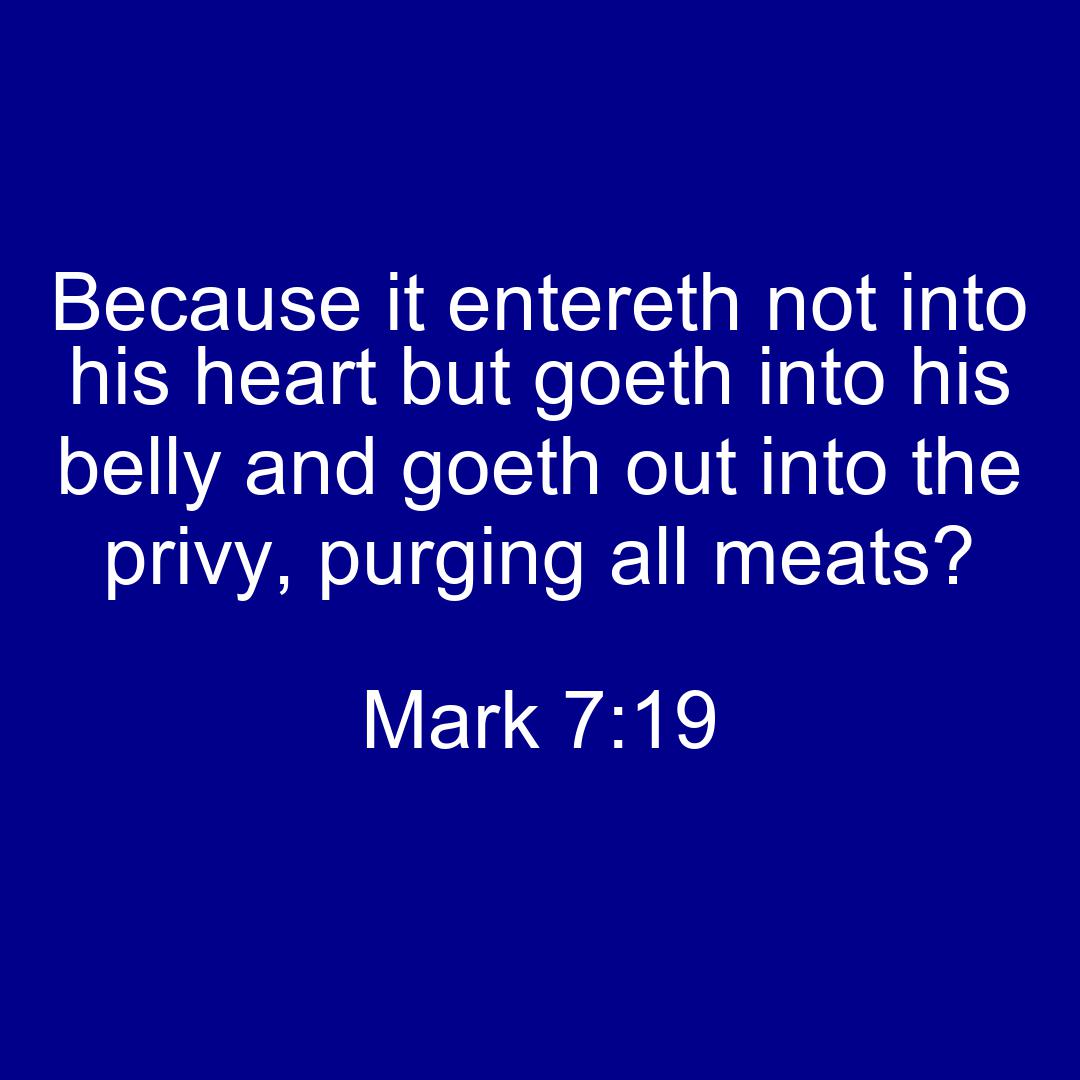 Because it entereth not into
his heart but goeth into his
belly and goeth out into the
privy, purging all meats?
Mark 7:19